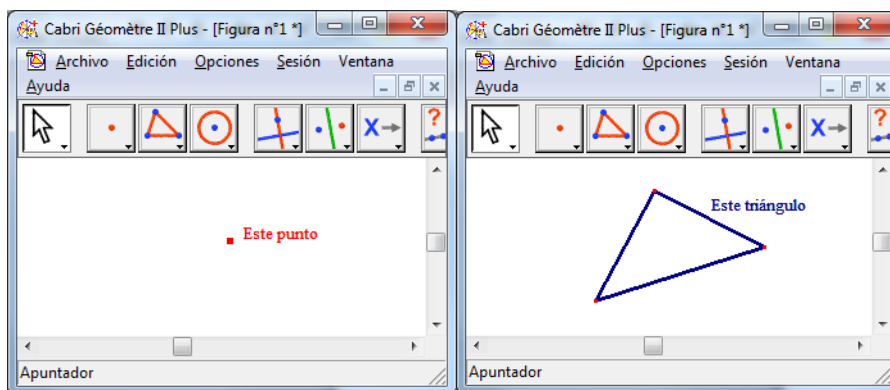 Cabri Géomètre II Plus - [Figura n°1 *]
Archivo Edición Opciones Sesión Ventana
Ayuda
X
?
Este punto
Apuntador
Cabri Géomètre II Plus - [Figura n°1 *]
Archivo Edición Opciones Sesión Ventana
Ayuda
X
?
Este triángulo
Apuntador